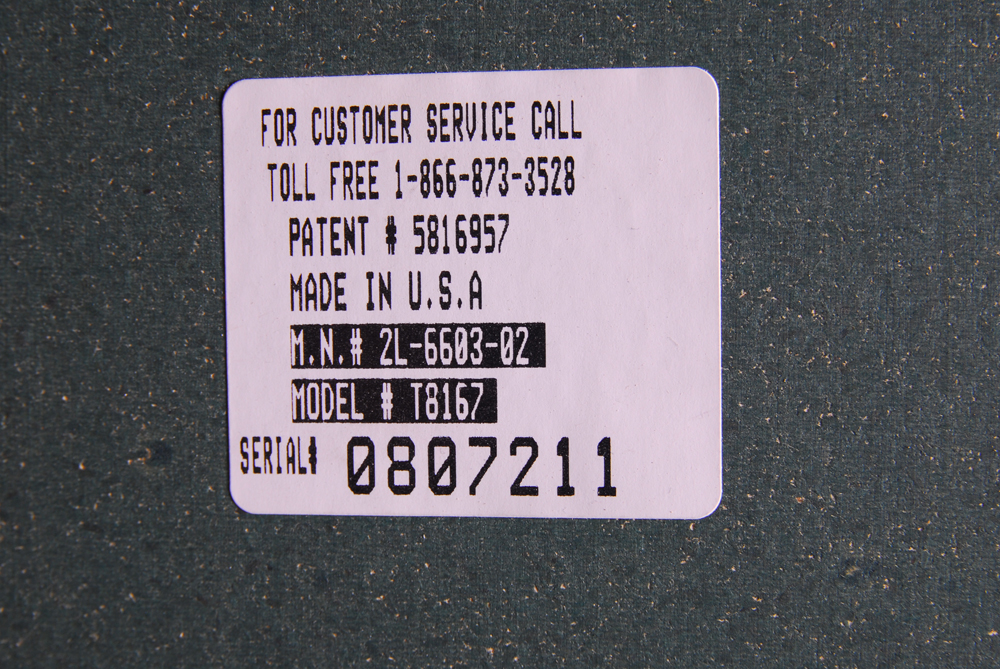 FOR CUSTOMER SERVICE CALL
TOLL FREE 1-866-873-3528
PATENT # 5816957
MADE IN U.S.A
M.N.# 2L-6603-02
MODEL # T8167
SERIAL# 0807211